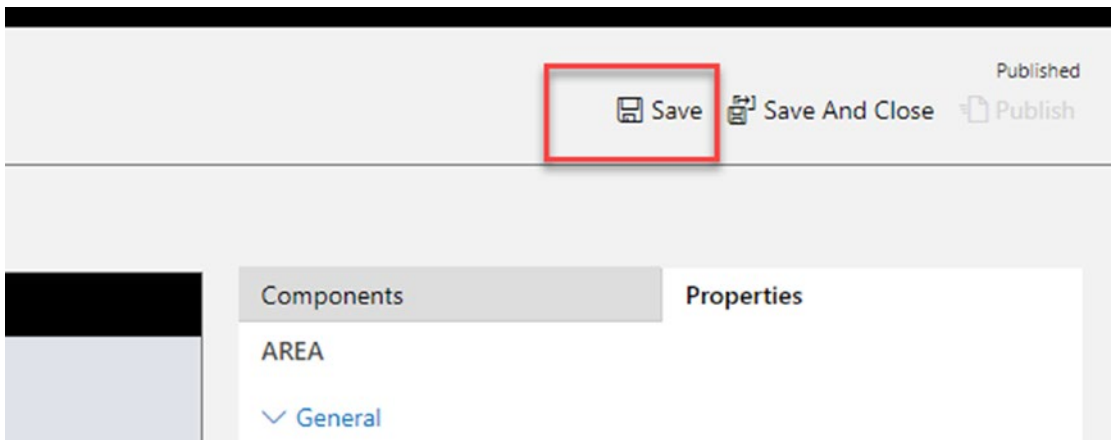 Published
Save Save And Close Publish
Components Properties
AREA
General